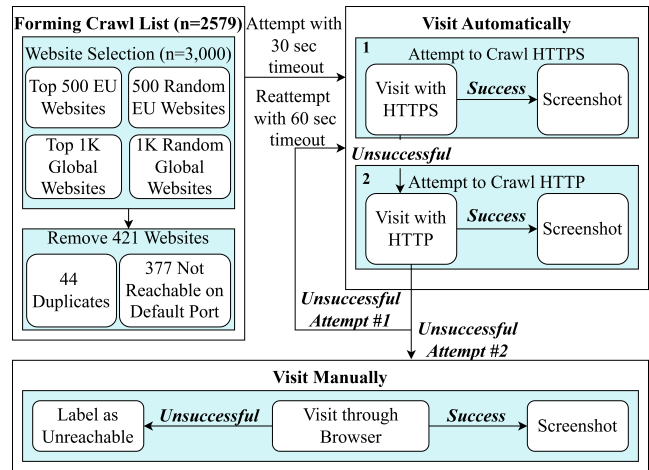 Forming Crawl List (n=2579)
Website Selection (n=3,000)
Top 500 EU
Websites
500 Random
EU Websites
Top 1K
Global
Websites
1K Random
Global
Websites
Remove 421 Websites
44
Duplicates
377 Not
Reachable on
Default Port
Attempt with
30 sec
timeout
Reattempt
with 60 sec
timeout
Visit Automatically
1
Attempt to Crawl HTTPS
Visit with
HTTPS
Success
Screenshot
Unsuccessful
2
Attempt to Crawl HTTP
Visit with
HTTP
Success
Screenshot
Unsuccessful
Attempt #1
Unsuccessful
Attempt #2
Visit Manually
Label as
Unreachable
Unsuccessful
Visit through
Browser
Success
Screenshot